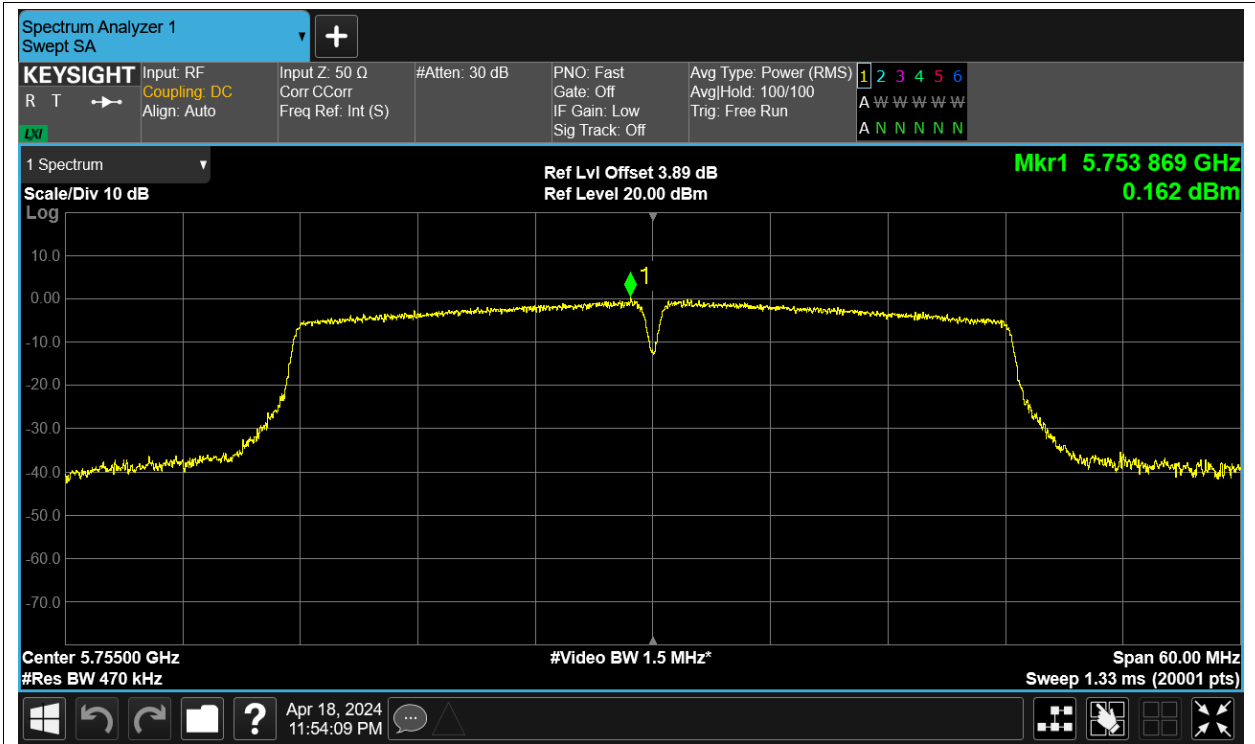 Spectrum Analyzer 1
Swept SA
+
KEYSIGHT
R T
LXI
Input: RF
Coupling: DC
Align: Auto
Input Z: 50 Ω
Corr CCorr
Freq Ref: Int (S)
#Atten: 30 dB
PNO: Fast
Gate: Off
IF Gain: Low
Sig Track: Off
Avg Type: Power (RMS)
Avg|Hold: 100/100
Trig: Free Run
1 2 3 4 5 6
A W W W W W
A N N N N N
1 Spectrum
Scale/Div 10 dB
Log
Ref Lvl Offset 3.89 dB
Ref Level 20.00 dBm
Mkr1 5.753 869 GHz
0.162 dBm
10.0
0.00
-10.0
-20.0
-30.0
-40.0
-50.0
-60.0
-70.0
1
Center 5.75500 GHz
#Res BW 470 kHz
#Video BW 1.5 MHz*
Span 60.00 MHz
Sweep 1.33 ms (20001 pts)
?
Apr 18, 2024
11:54:09 PM